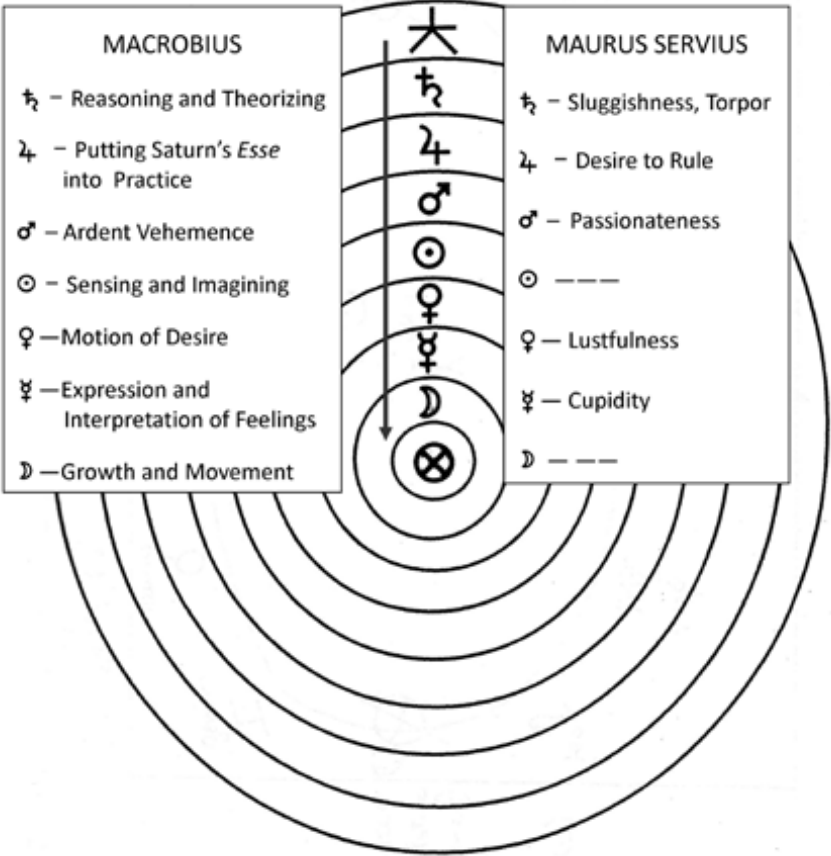 MACROBIUS
♄ – Reasoning and Theorizing
♃ – Putting Saturn's Esse
into Practice
♂ – Ardent Vehemence
☉ – Sensing and Imagining
♀ —Motion of Desire
☿ —Expression and
Interpretation of Feelings
☽ —Growth and Movement
♄
♃
♂
☉
♀
☿
☽
⊗
MAURUS SERVIUS
♄ – Sluggishness, Torpor
♃ – Desire to Rule
♂ – Passionateness
☉ — — —
♀ — Lustfulness
☿ — Cupidity
☽ — — —